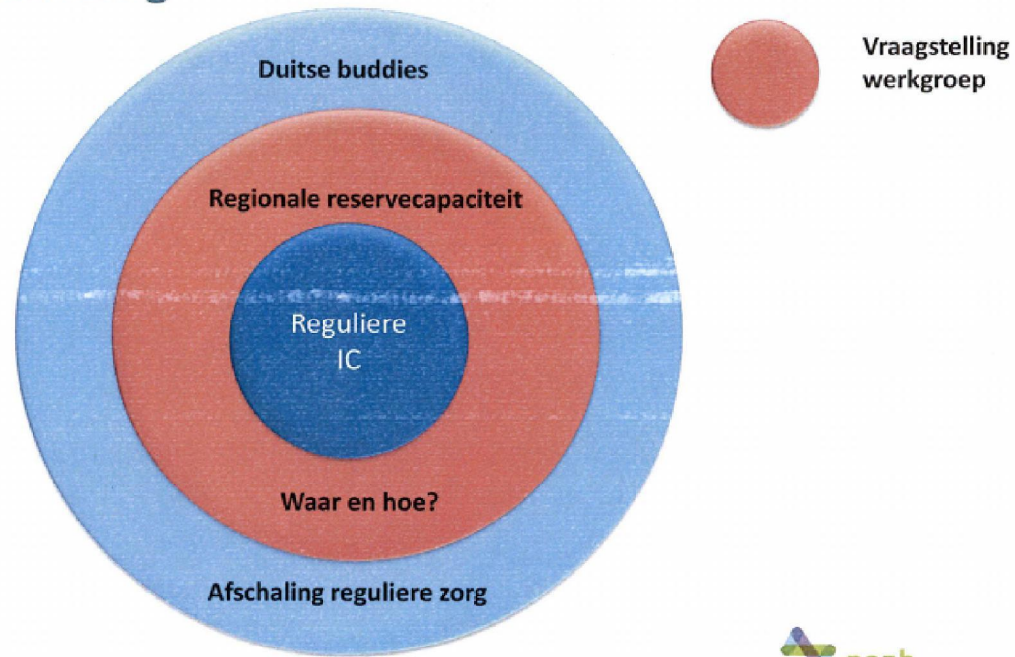 Duitse buddies
Regionale reservecapaciteit
Reguliere
IC
Waar en hoe?
Afschaling reguliere zorg
Vraagstelling
werkgroep